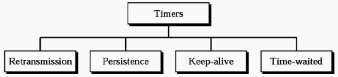 Timers
Retransmission
Persistence
Keep-alive
Time-waited